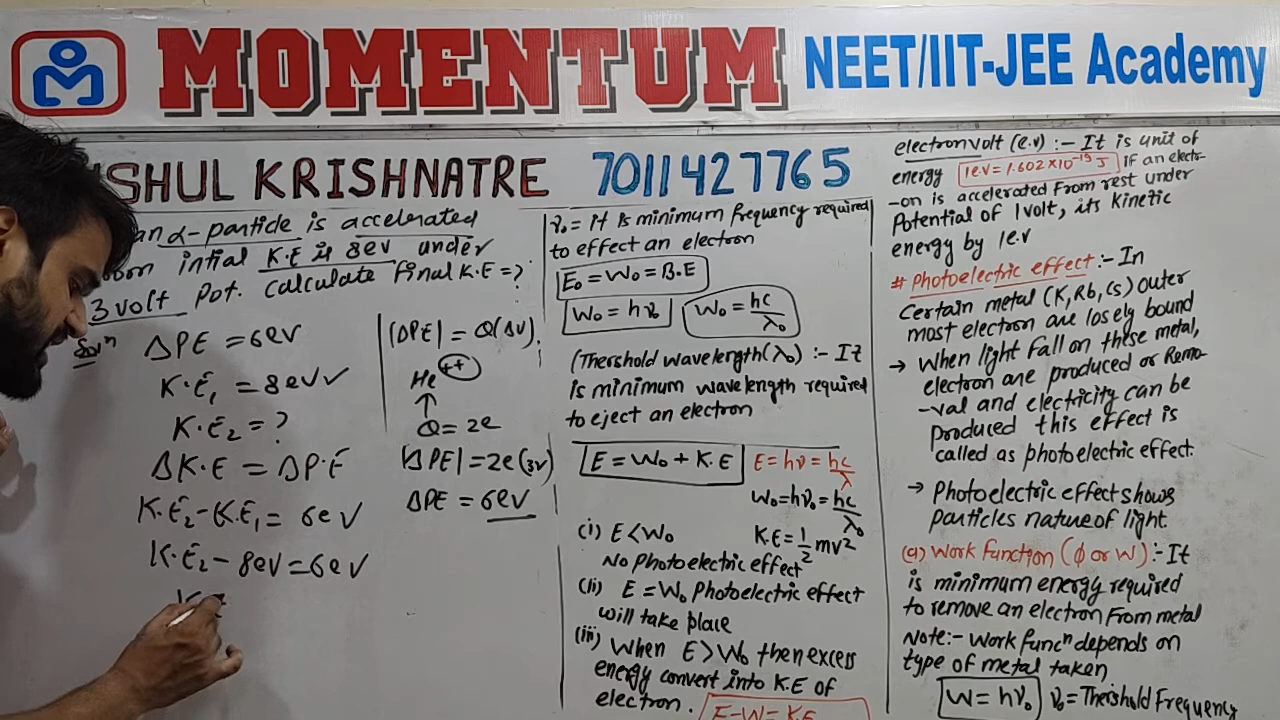 MOMENTUM NEET/IIT-JEE Academy
SHUL KRISHNATRE 7011427765
an α-particle is accelerated
intial K.E is 8ev under
3 volt Pot. calculate final K.E = ?
Solⁿ
ΔPE = 6eV
K.E₁ = 8eV ✓
K.E₂ = ?
ΔK.E = ΔP.E
K.E₂ - K.E₁ = 6eV
K.E₂ - 8eV = 6eV
K.E
|ΔPE| = Q(ΔV)
He⁺⁺
↑
Q = 2e
|ΔPE| = 2e(3V)
ΔPE = 6eV
ν₀ = it is minimum frequency required
to effect an electron
E₀ = W₀ = B.E
W₀ = hν₀
W₀ = hc/λ₀
(Thershold wavelength(λ₀) :- It
is minimum wavelength required
to eject an electron
E = W₀ + K.E
E = hν = hc/λ
W₀ = hν₀ = hc/λ₀
K.E = 1/2 mv²
(i) E < W₀
No Photoelectric effect
(ii) E = W₀ Photoelectric effect
will take place
(iii) When E > W₀ then excess
energy convert into K.E of
electron.
E-W = K.E
electronvolt (e.v) :- It is unit of
energy 1e.v = 1.602×10⁻¹⁹ J if an electr-
-on is accelerated from rest under
Potential of 1 volt, its kinetic
energy by 1e.v
# Photoelectric effect :- In
Certain metal (K, Rb, Cs) outer
most electron are losely bound
→ When light fall on these metal,
electron are produced or Remo-
-val and electricity can be
Produced this effect is
called as photoelectric effect.
→ Photoelectric effect shows
particles nature of light
(a) Work function (φ or W) :- It
is minimum energy required
to remove an electron from metal
Note:- Work funcⁿ depends on
type of metal taken
W = hν₀ ν₀ = Thershold Frequency